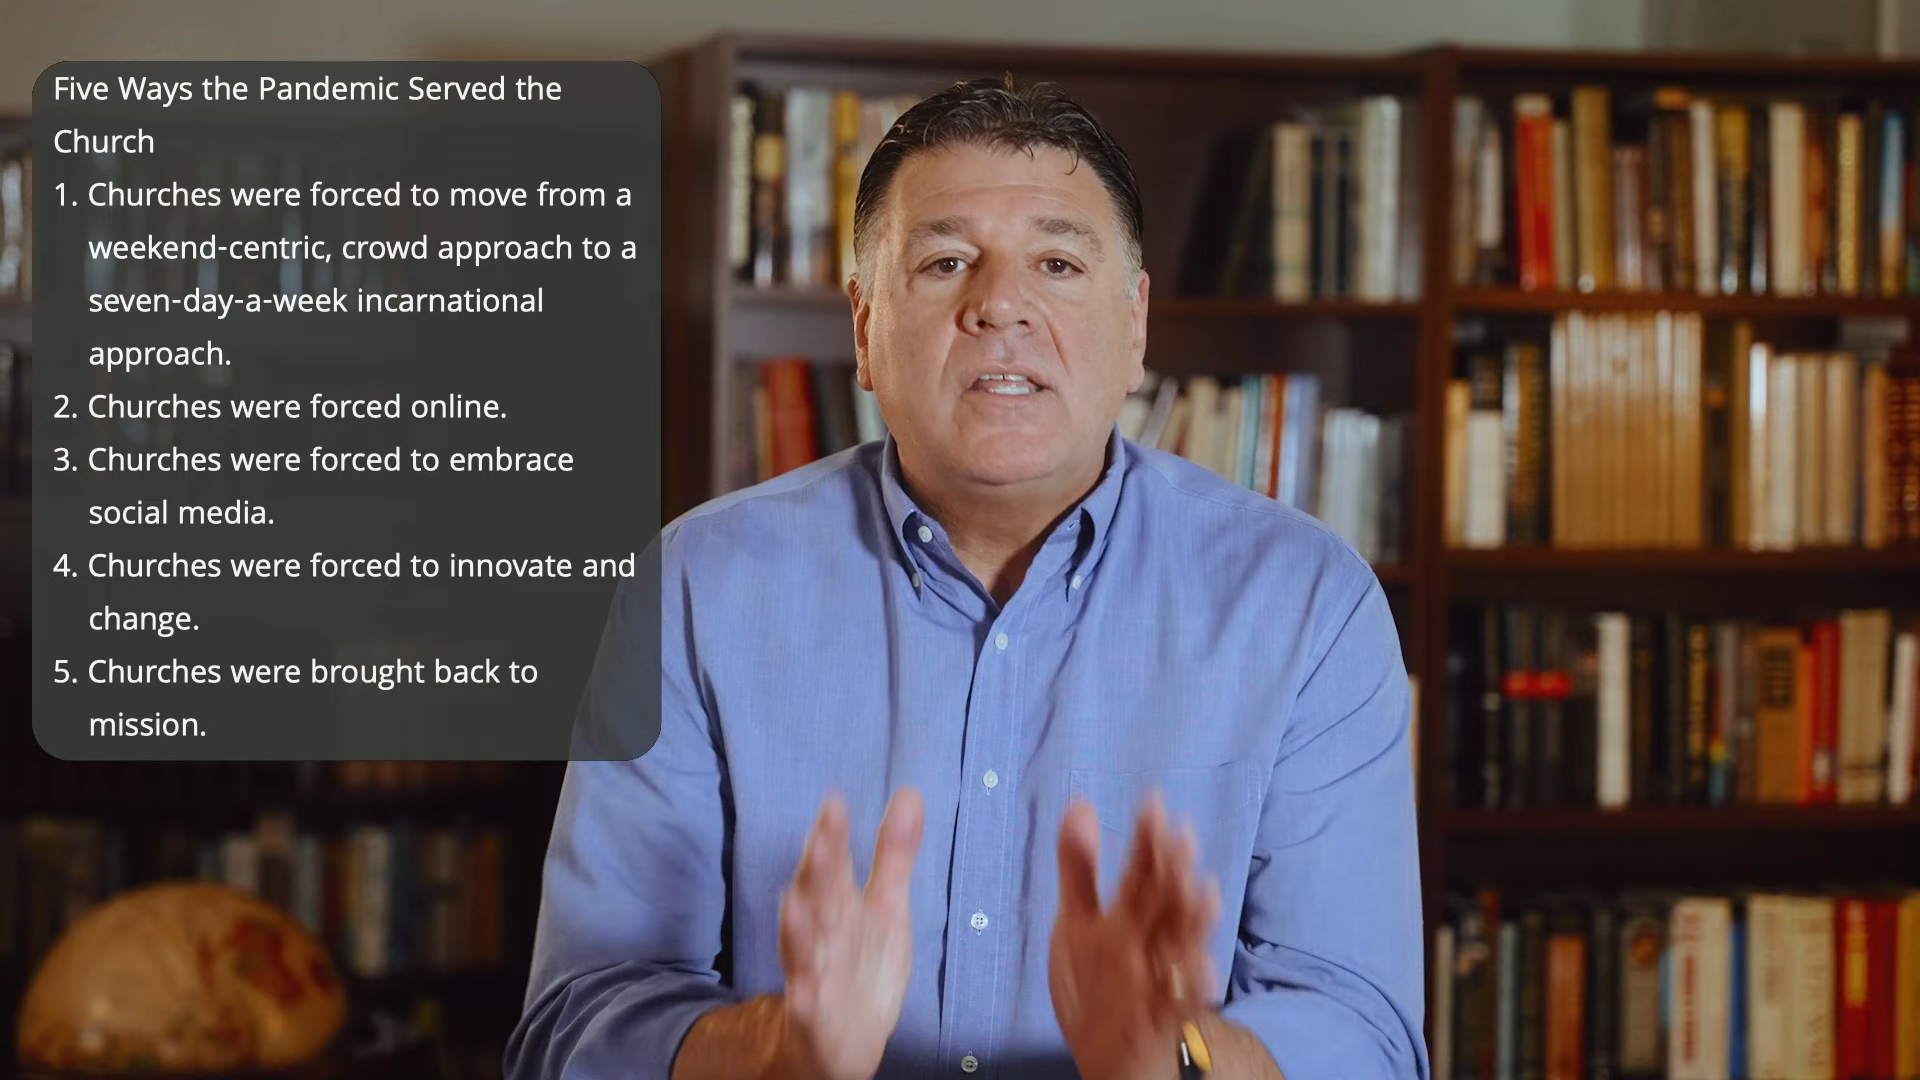 Five Ways the Pandemic Served the
Church
1. Churches were forced to move from a
weekend-centric, crowd approach to a
seven-day-a-week incarnational
approach.
2. Churches were forced online.
3. Churches were forced to embrace
social media.
4. Churches were forced to innovate and
change.
5. Churches were brought back to
mission.